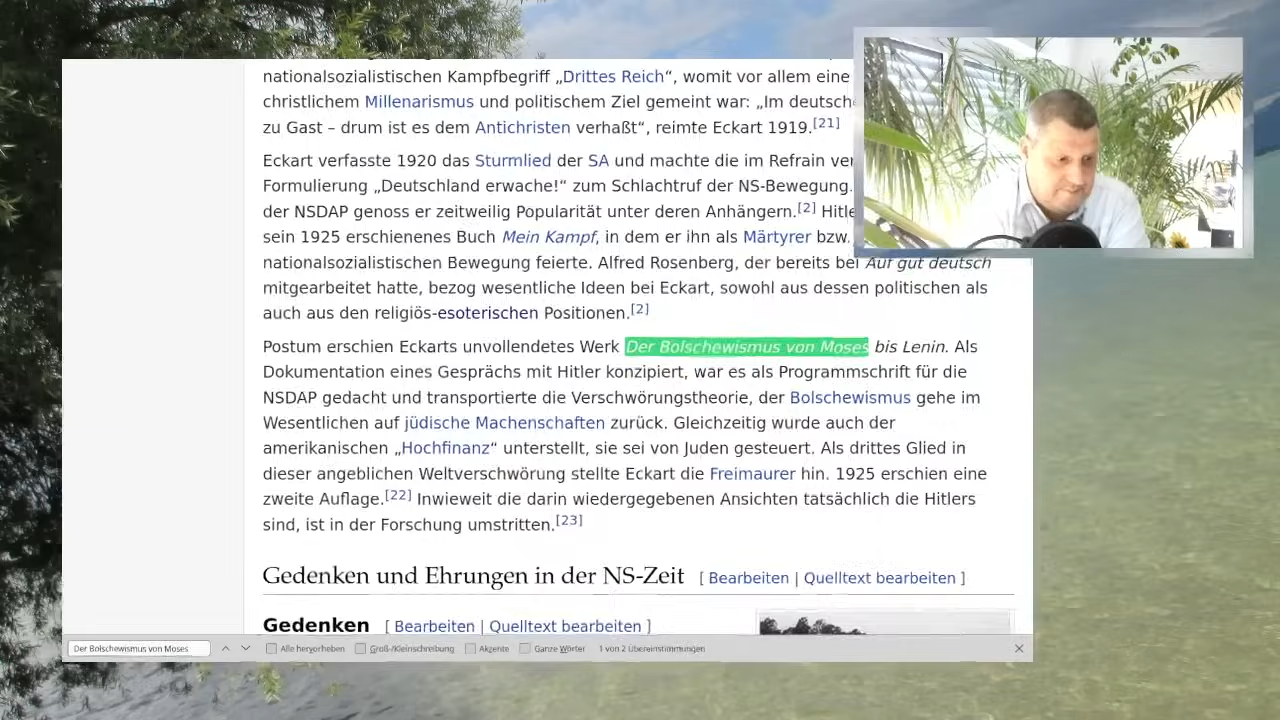 nationalsozialistischen Kampfbegriff „Drittes Reich“, womit vor allem eine
christlichem Millenarismus und politischem Ziel gemeint war: „Im deutsche
zu Gast – drum ist es dem Antichristen verhaßt“, reimte Eckart 1919.[21]
Eckart verfasste 1920 das Sturmlied der SA und machte die im Refrain ver
Formulierung „Deutschland erwache!“ zum Schlachtruf der NS-Bewegung.
der NSDAP genoss er zeitweilig Popularität unter deren Anhängern.[2] Hitle
sein 1925 erschienenes Buch Mein Kampf, in dem er ihn als Märtyrer bzw.
nationalsozialistischen Bewegung feierte. Alfred Rosenberg, der bereits bei Auf gut deutsch
mitgearbeitet hatte, bezog wesentliche Ideen bei Eckart, sowohl aus dessen politischen als
auch aus den religiös-esoterischen Positionen.[2]
Postum erschien Eckarts unvollendetes Werk Der Bolschewismus von Moses bis Lenin. Als
Dokumentation eines Gesprächs mit Hitler konzipiert, war es als Programmschrift für die
NSDAP gedacht und transportierte die Verschwörungstheorie, der Bolschewismus gehe im
Wesentlichen auf jüdische Machenschaften zurück. Gleichzeitig wurde auch der
amerikanischen „Hochfinanz“ unterstellt, sie sei von Juden gesteuert. Als drittes Glied in
dieser angeblichen Weltverschwörung stellte Eckart die Freimaurer hin. 1925 erschien eine
zweite Auflage.[22] Inwieweit die darin wiedergegebenen Ansichten tatsächlich die Hitlers
sind, ist in der Forschung umstritten.[23]
Gedenken und Ehrungen in der NS-Zeit [ Bearbeiten | Quelltext bearbeiten ]
Gedenken [ Bearbeiten | Quelltext bearbeiten ]
Der Bolschewismus von Moses Alle hervorheben Groß-/Kleinschreibung Akzente Ganze Wörter 1 von 2 Übereinstimmungen